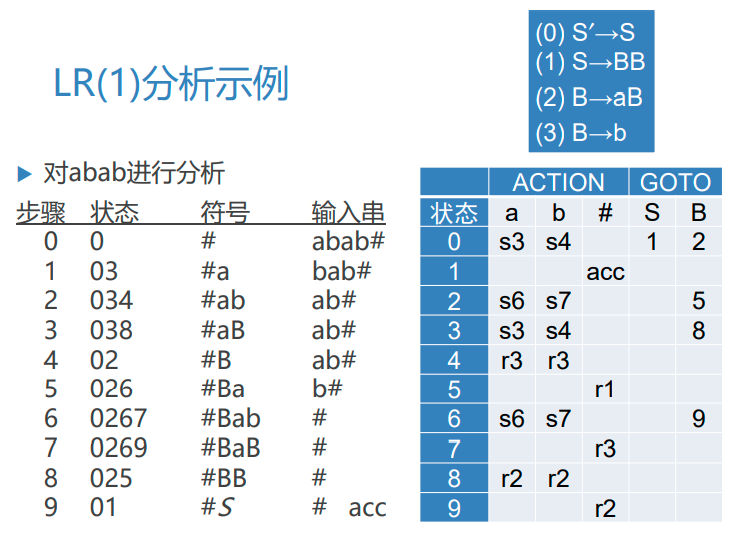 (0) S′→S
(1) S→BB
(2) B→aB
(3) B→b
LR(1)分析示例
对abab进行分析
步骤 状态 符号 输入串
0 0 # abab#
1 03 #a bab#
2 034 #ab ab#
3 038 #aB ab#
4 02 #B ab#
5 026 #Ba b#
6 0267 #Bab #
7 0269 #BaB #
8 025 #BB #
9 01 #S # acc
ACTION GOTO
状态 a b # S B
0 s3 s4 1 2
1 acc
2 s6 s7 5
3 s3 s4 8
4 r3 r3
5 r1
6 s6 s7 9
7 r3
8 r2 r2
9 r2